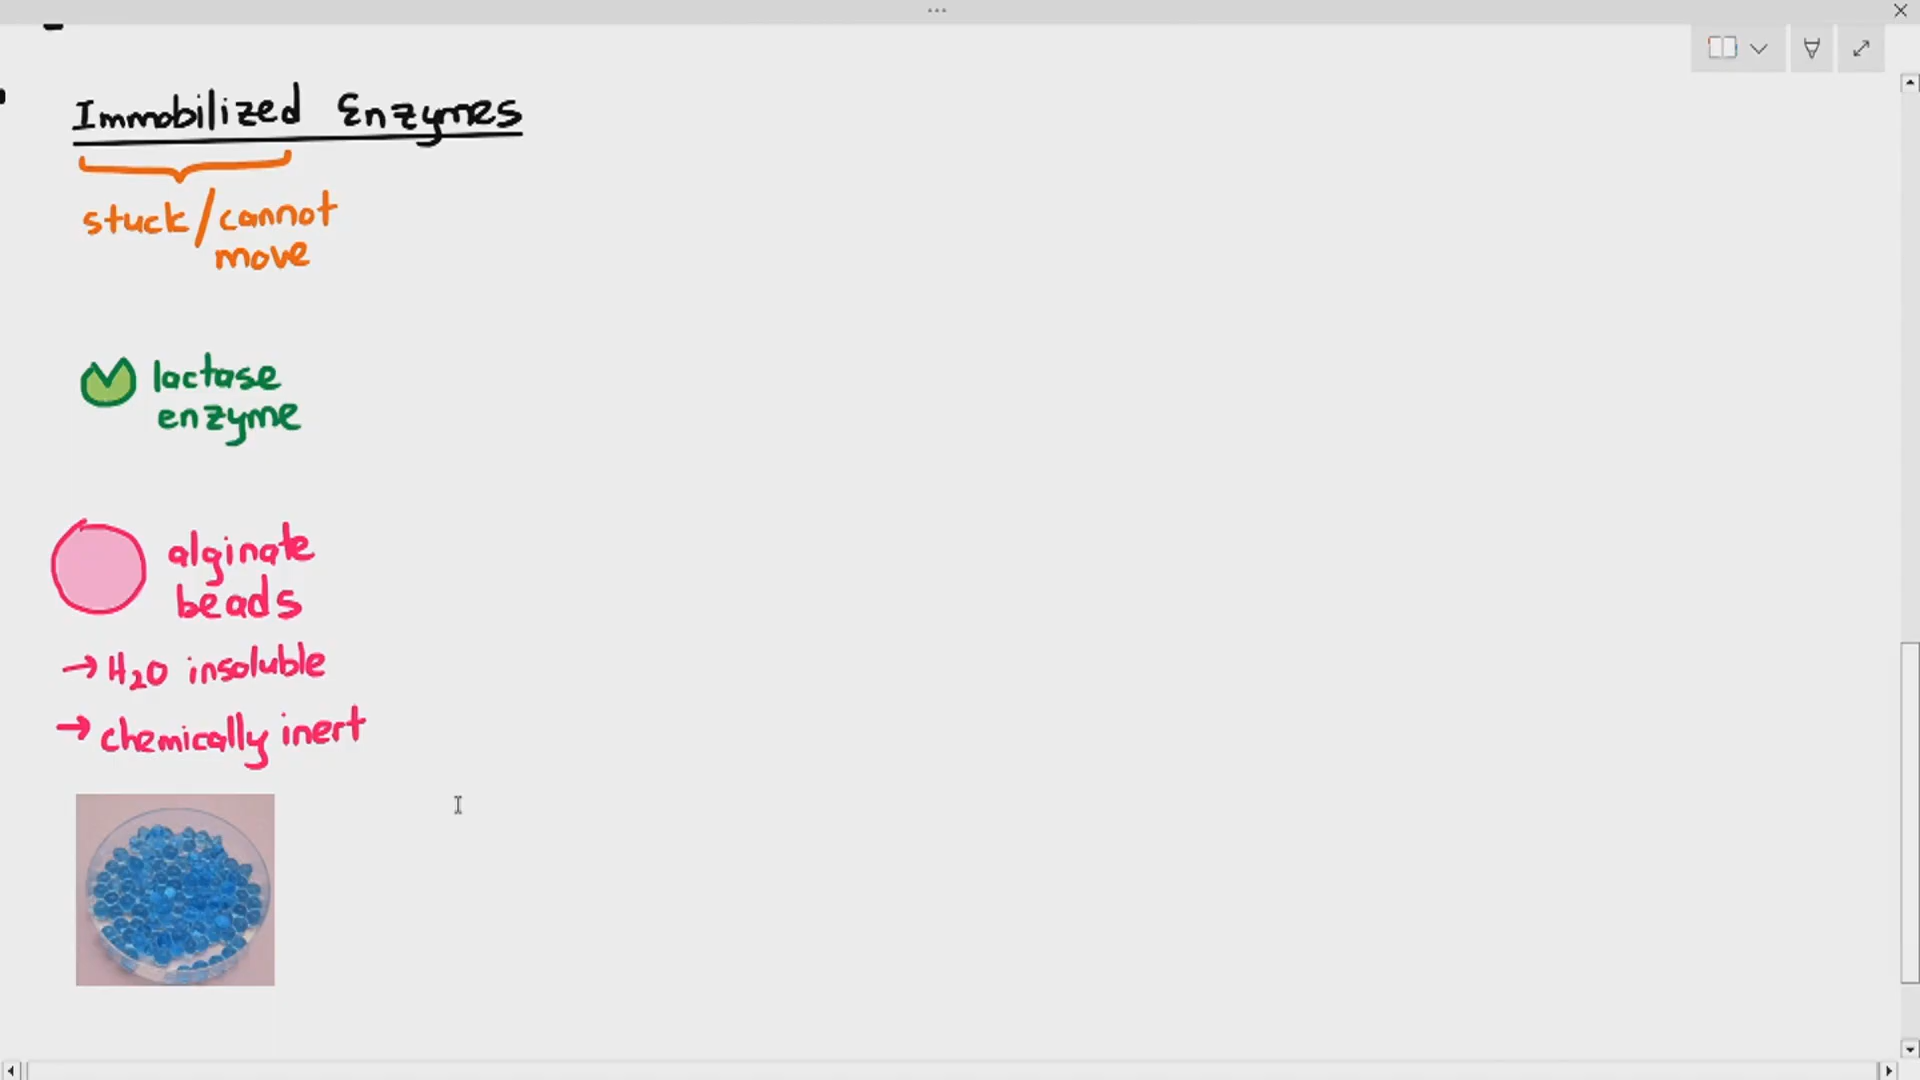 Immobilized Enzymes
stuck/cannot
move
lactase
enzyme
alginate
beads
→ H₂O insoluble
→ chemically inert